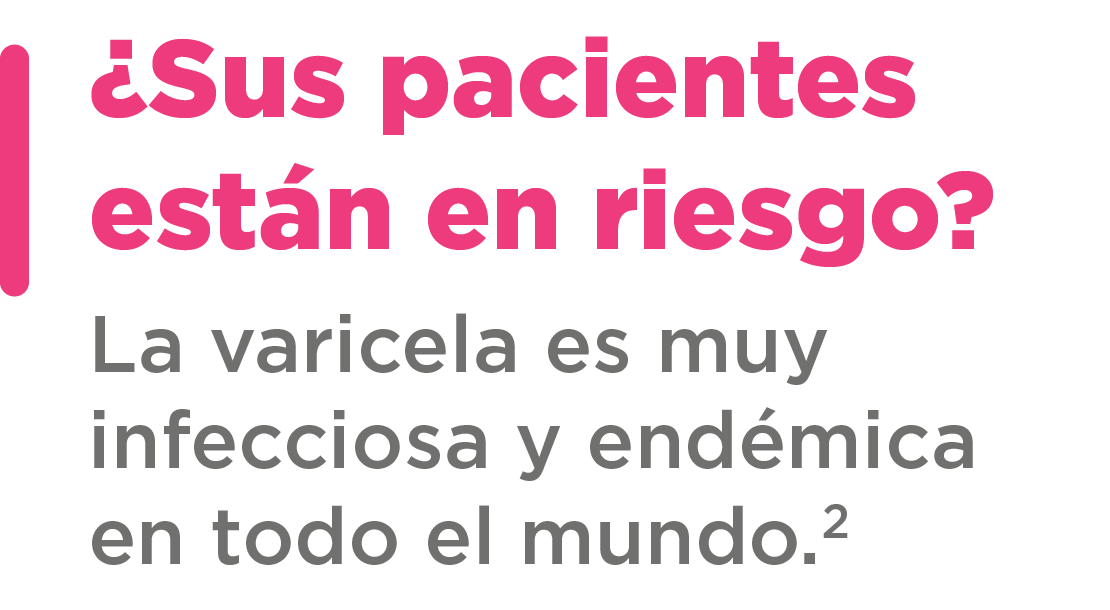 ¿Sus pacientes
están en riesgo?
La varicela es muy
infecciosa y endémica
en todo el mundo.²